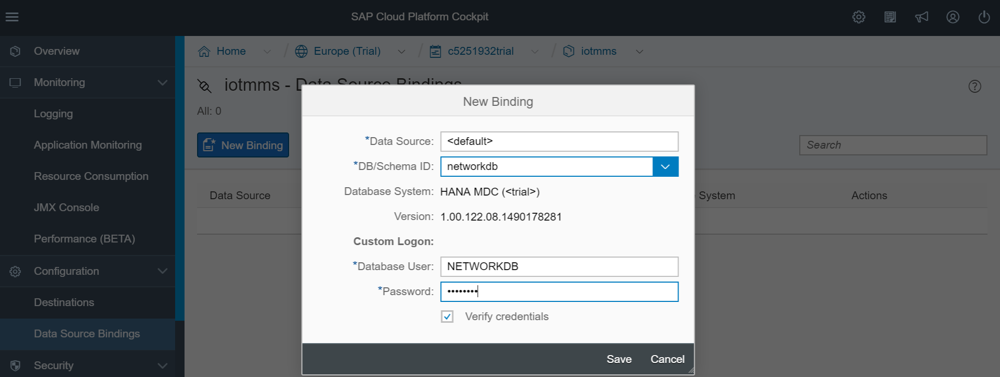 SAP Cloud Platform Cockpit
Overview
Home / Europe (Trial) / c5251932trial / iotmms
Monitoring
iotmms - Data Source Bindings
Logging
All: 0
Application Monitoring
New Binding
Search
Resource Consumption
Data Source
System
Actions
JMX Console
Performance (BETA)
Configuration
Destinations
Data Source Bindings
Security
New Binding
*Data Source: <default>
*DB/Schema ID: networkdb
Database System: HANA MDC (<trial>)
Version: 1.00.122.08.1490178281
Custom Logon:
*Database User: NETWORKDB
*Password: ••••••••
Verify credentials
Save Cancel